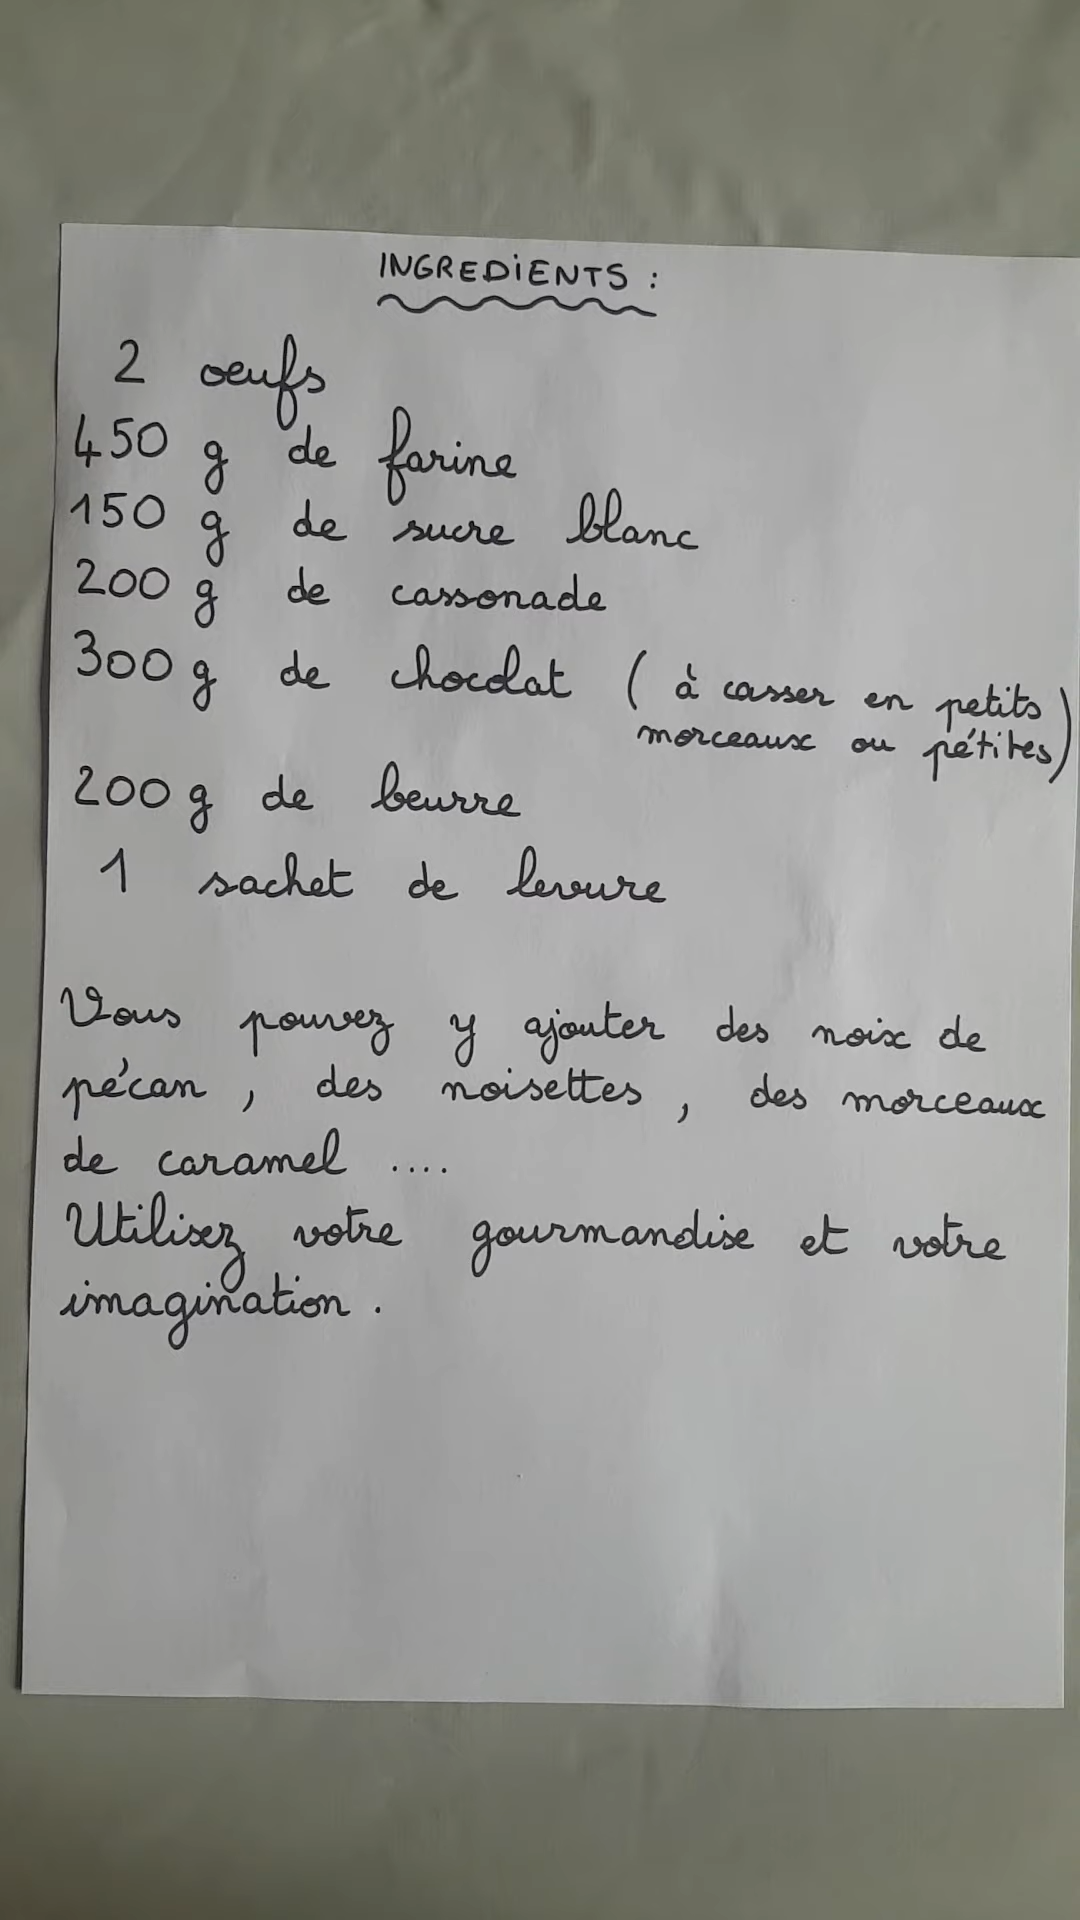 INGREDIENTS :
2 oeufs
450 g de farine
150 g de sucre blanc
200 g de cassonade
300 g de chocolat ( à casser en petits
morceaux ou pétites)
200 g de beurre
1 sachet de levure
Vous pouvez y ajouter des noix de
pécan , des noisettes , des morceaux
de caramel ....
Utilisez votre gourmandise et votre
imagination .